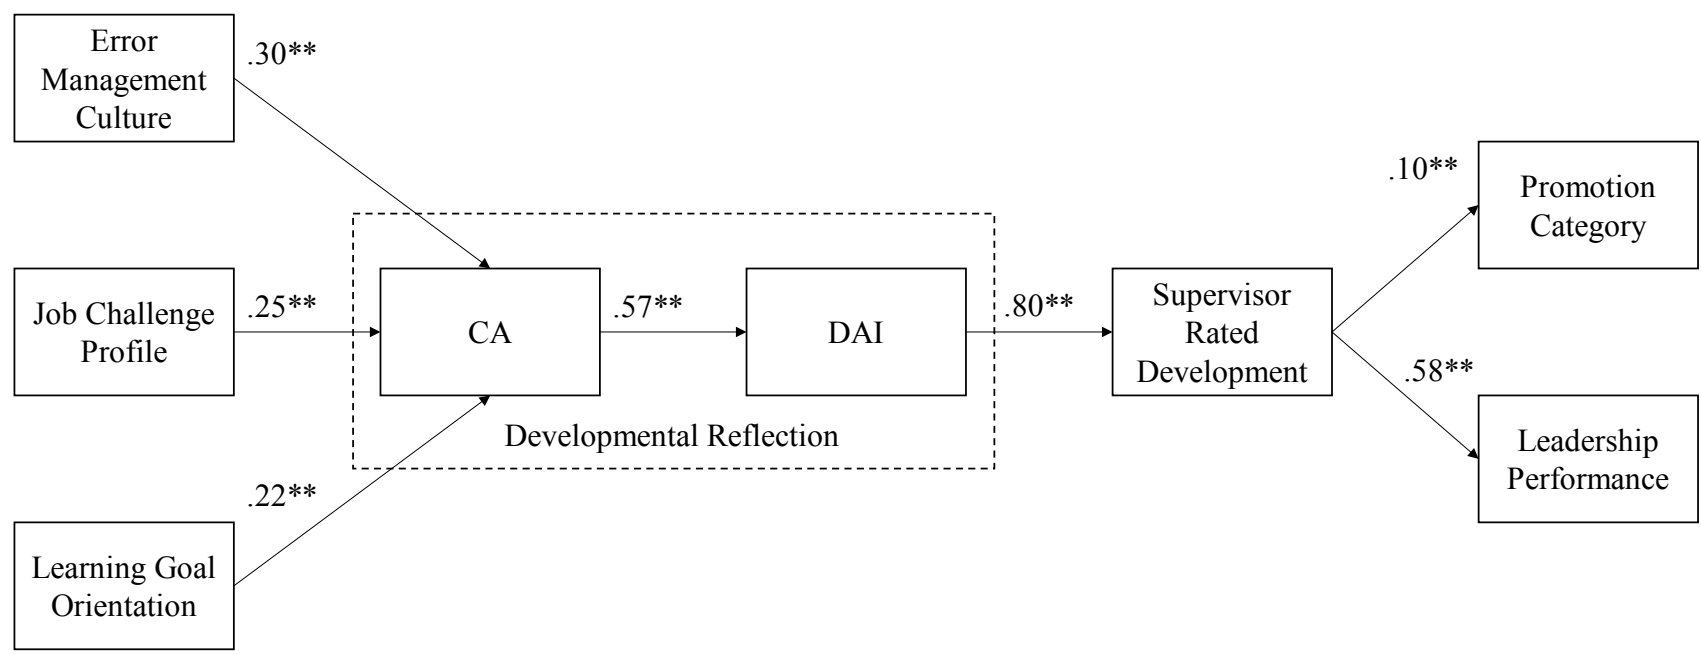 Error
Management
Culture
.30**
Job Challenge
Profile
.25**
Learning Goal
Orientation
.22**
CA
.57**
DAI
Developmental Reflection
.80**
Supervisor
Rated
Development
.10**
Promotion
Category
.58**
Leadership
Performance